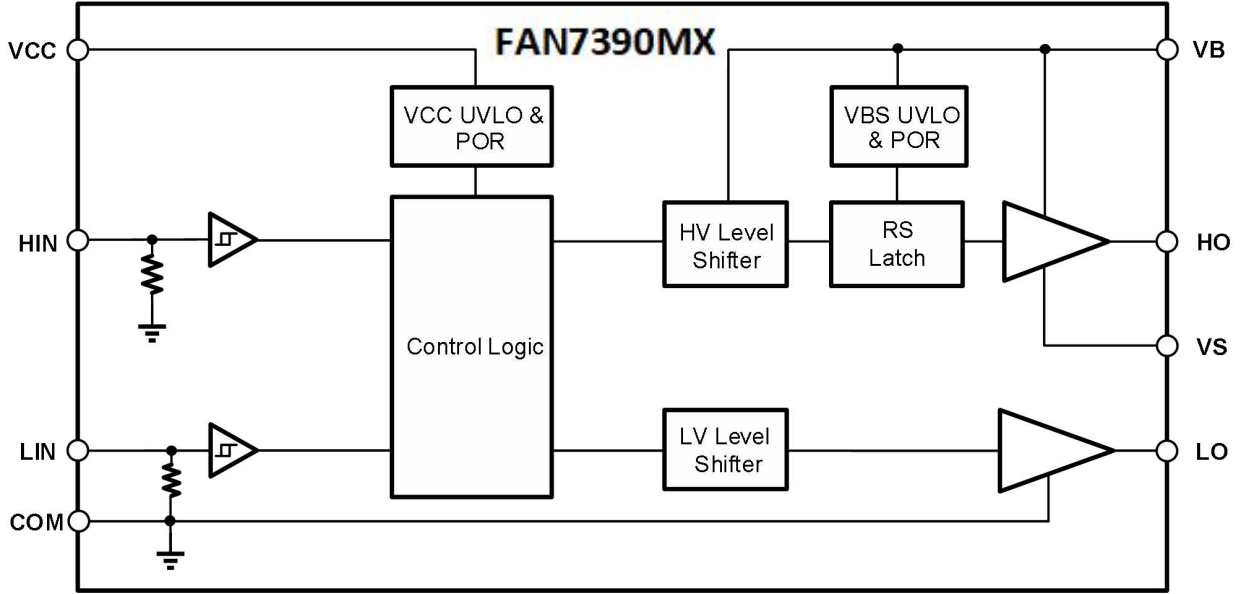 FAN7390MX
VCC
VB
VCC UVLO &
POR
VBS UVLO
& POR
HIN
HV Level
Shifter
RS
Latch
HO
Control Logic
VS
LIN
LV Level
Shifter
LO
COM